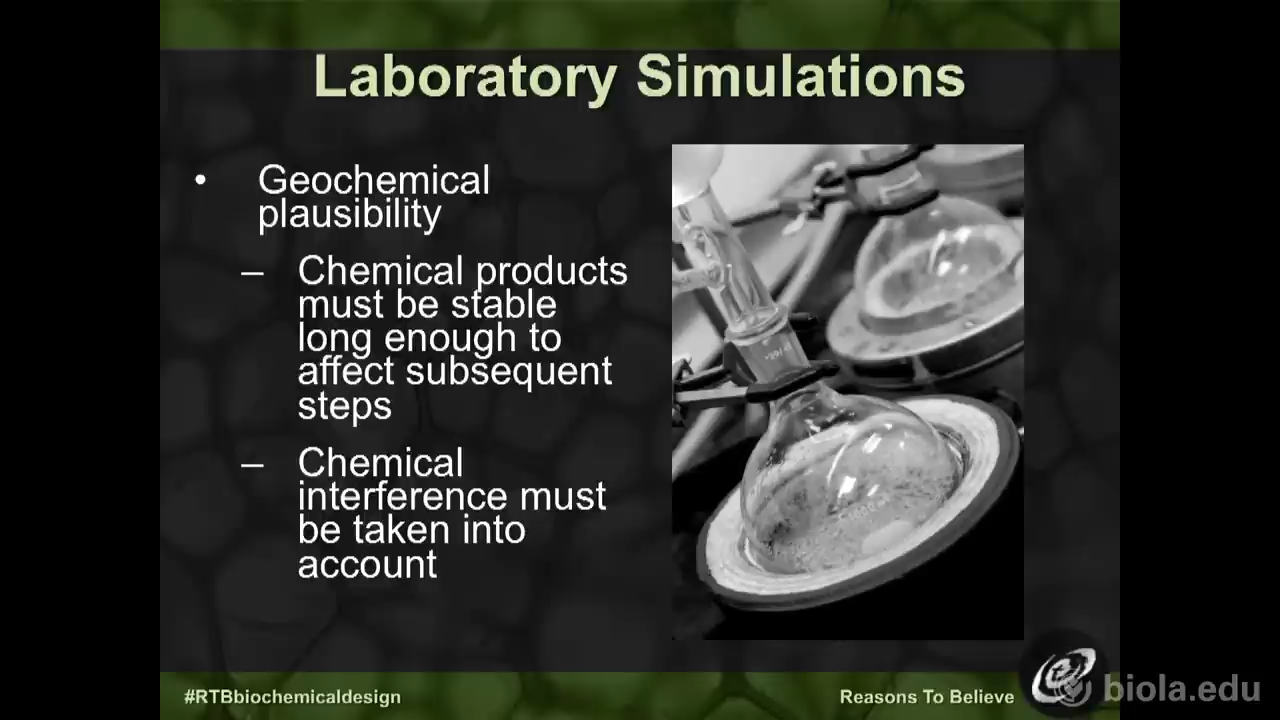 Laboratory Simulations
• Geochemical
plausibility
– Chemical products
must be stable
long enough to
affect subsequent
steps
– Chemical
interference must
be taken into
account
#RTBbiochemicaldesign
Reasons To Believe
biola.edu